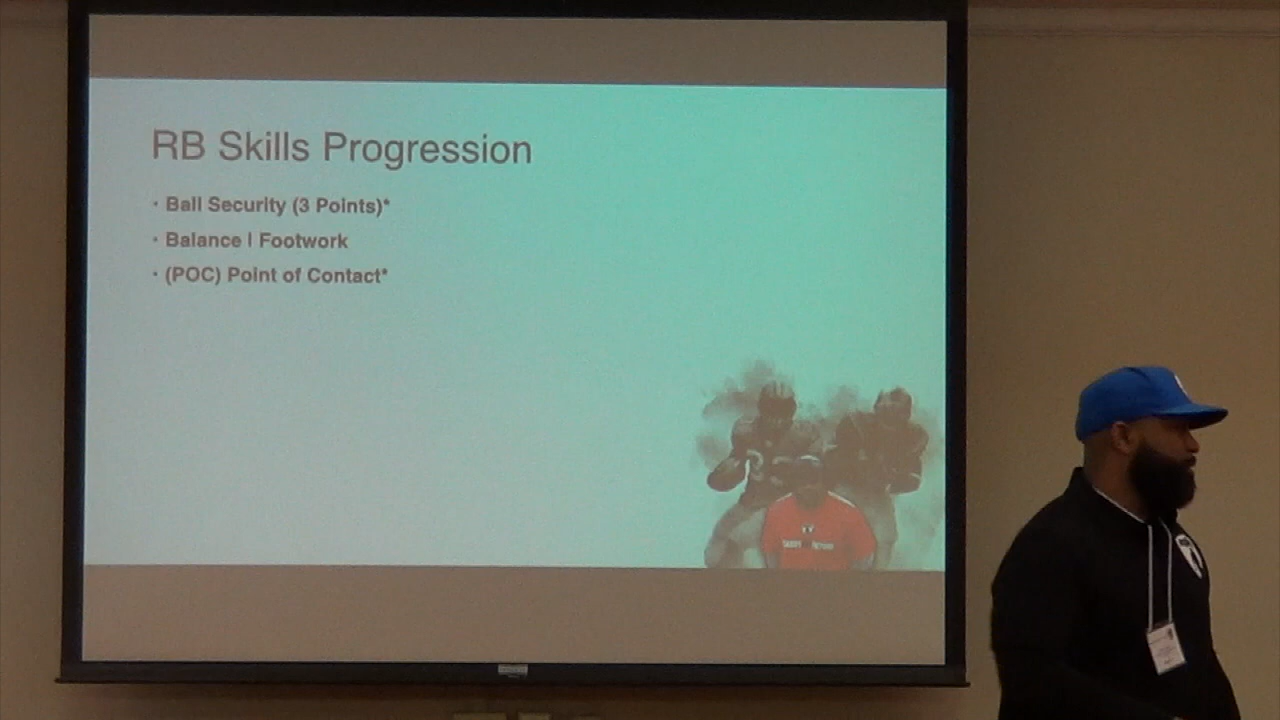 RB Skills Progression
· Ball Security (3 Points)*
· Balance | Footwork
· (POC) Point of Contact*